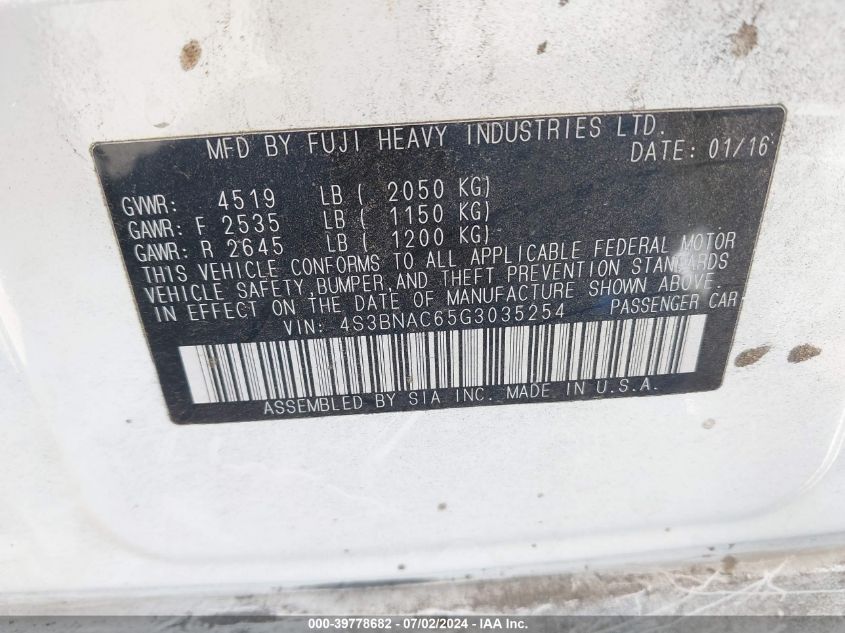 MFD BY FUJI HEAVY INDUSTRIES LTD.
DATE: 01/16
GVWR: 4519 LB ( 2050 KG)
GAWR: F 2535 LB ( 1150 KG)
GAWR: R 2645 LB ( 1200 KG)
THIS VEHICLE CONFORMS TO ALL APPLICABLE FEDERAL MOTOR
VEHICLE SAFETY,BUMPER,AND THEFT PREVENTION STANDARDS
IN EFFECT ON THE DATE OF MANUFACTURE SHOWN ABOVE.
VIN: 4S3BNAC65G3035254 PASSENGER CAR
ASSEMBLED BY SIA INC. MADE IN U.S.A.
000-39778682 - 07/02/2024 - © IAA Inc.